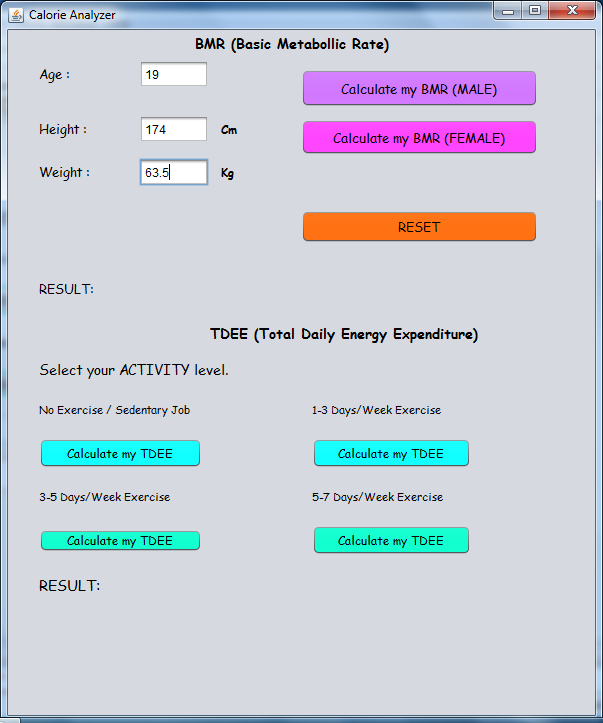 Calorie Analyzer
BMR (Basic Metabollic Rate)
Age : 19
Calculate my BMR (MALE)
Height : 174 Cm
Calculate my BMR (FEMALE)
Weight : 63.5 Kg
RESET
RESULT:
TDEE (Total Daily Energy Expenditure)
Select your ACTIVITY level.
No Exercise / Sedentary Job
1-3 Days/Week Exercise
Calculate my TDEE
Calculate my TDEE
3-5 Days/Week Exercise
5-7 Days/Week Exercise
Calculate my TDEE
Calculate my TDEE
RESULT: